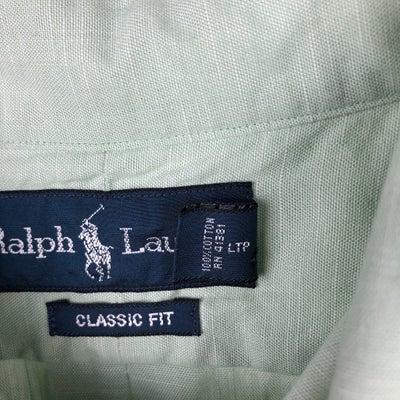 Ralph Lau
100% COTTON
RN 41381
LTP
CLASSIC FIT